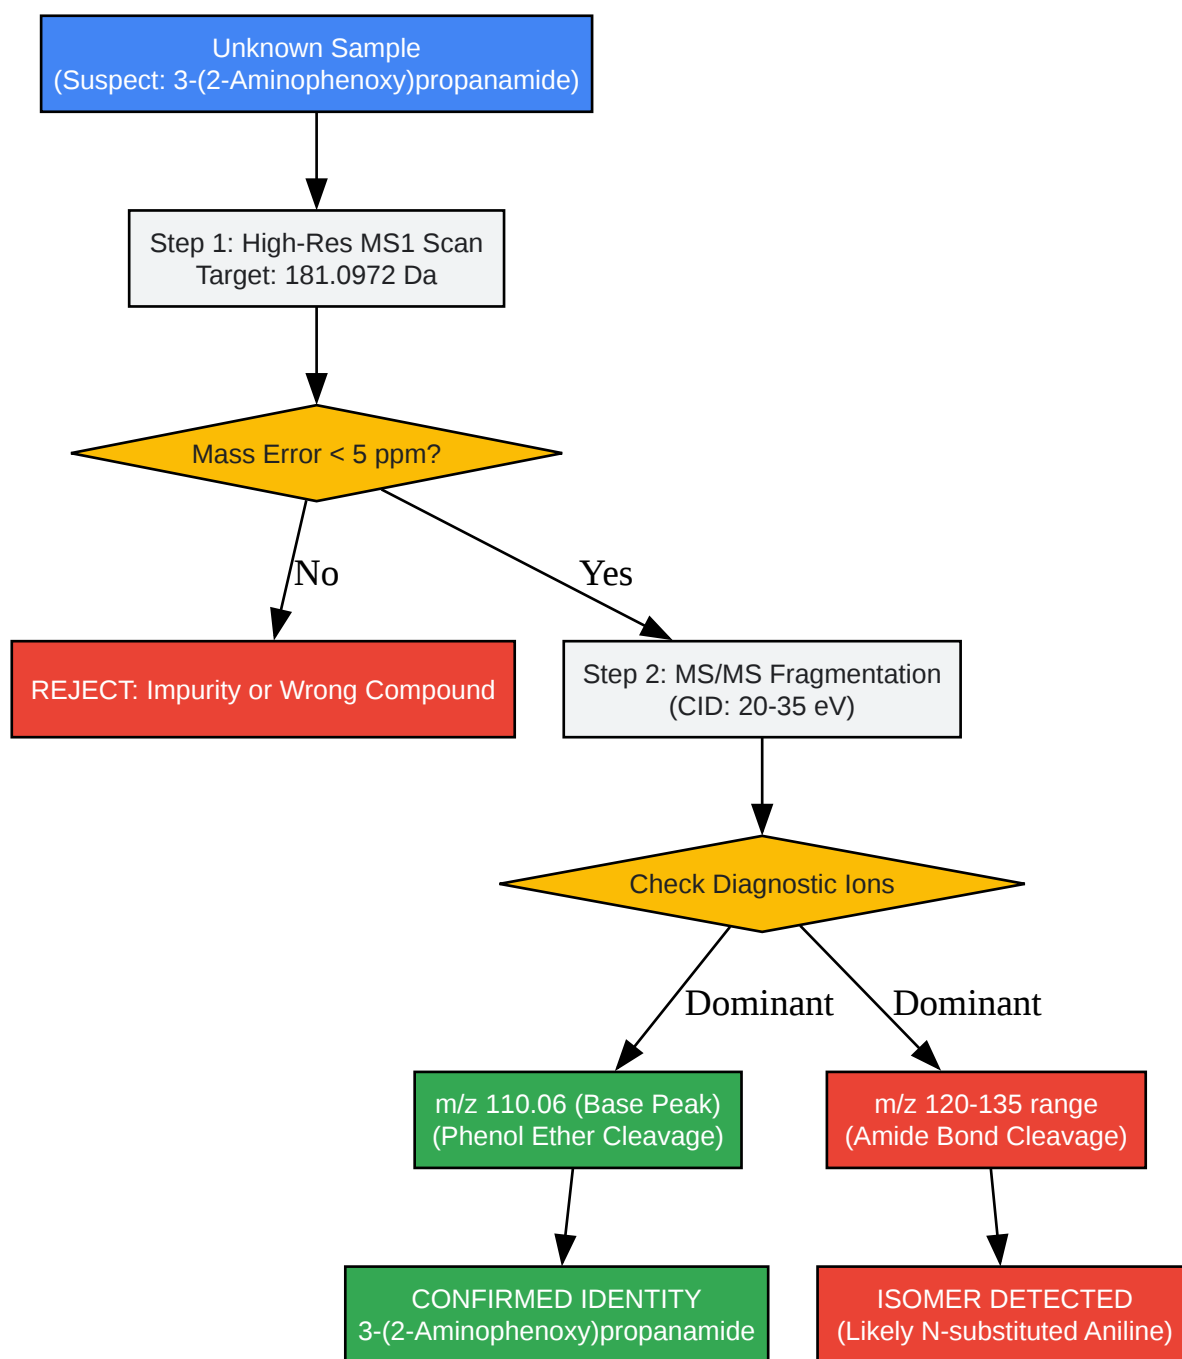 Unknown Sample
(Suspect: 3-(2-Aminophenoxy)propanamide)
Step 1: High-Res MS1 Scan
Target: 181.0972 Da
Mass Error < 5 ppm?
No
Yes
REJECT: Impurity or Wrong Compound
Step 2: MS/MS Fragmentation
(CID: 20-35 eV)
Check Diagnostic Ions
Dominant
Dominant
m/z 110.06 (Base Peak)
(Phenol Ether Cleavage)
m/z 120-135 range
(Amide Bond Cleavage)
CONFIRMED IDENTITY
3-(2-Aminophenoxy)propanamide
ISOMER DETECTED
(Likely N-substituted Aniline)